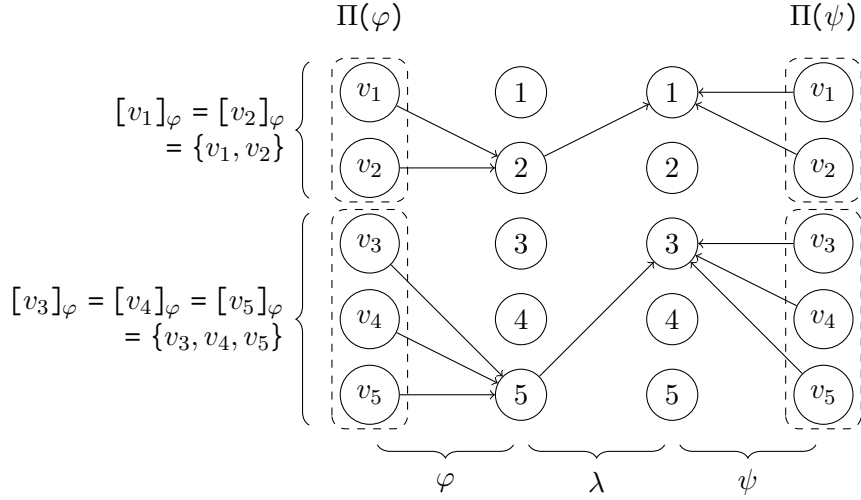 Π(φ) Π(ψ)
v₁ 1 1 v₁
[v₁]φ = [v₂]φ
= {v₁, v₂}
v₂ 2 2 v₂
v₃ 3 3 v₃
[v₃]φ = [v₄]φ = [v₅]φ
= {v₃, v₄, v₅}
v₄ 4 4 v₄
v₅ 5 5 v₅
φ λ ψ